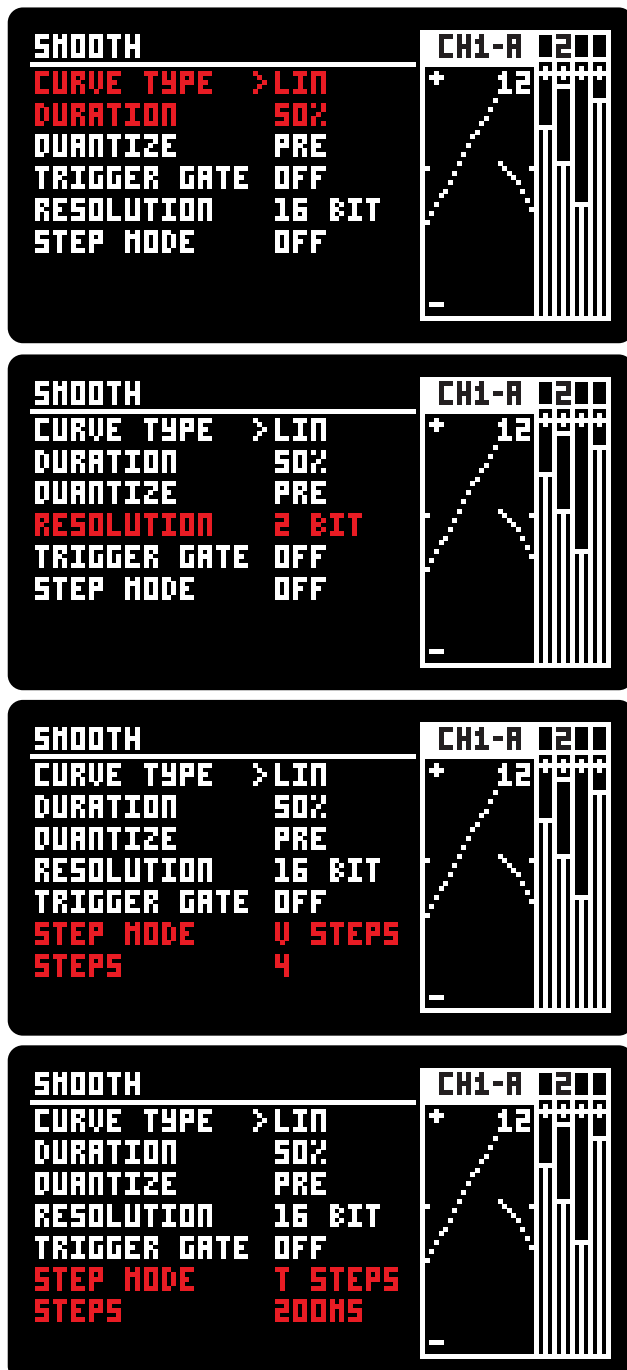 SMOOTH
CH1-A 2
CURVE TYPE >LIN
+ 12
DURATION 50%
QUANTIZE PRE
TRIGGER GATE OFF
RESOLUTION 16 BIT
STEP MODE OFF
-
SMOOTH
CH1-A 2
CURVE TYPE >LIN
+ 12
DURATION 50%
QUANTIZE PRE
RESOLUTION 2 BIT
TRIGGER GATE OFF
STEP MODE OFF
-
SMOOTH
CH1-A 2
CURVE TYPE >LIN
+ 12
DURATION 50%
QUANTIZE PRE
RESOLUTION 16 BIT
TRIGGER GATE OFF
STEP MODE V STEPS
STEPS 4
-
SMOOTH
CH1-A 2
CURVE TYPE >LIN
+ 12
DURATION 50%
QUANTIZE PRE
RESOLUTION 16 BIT
TRIGGER GATE OFF
STEP MODE T STEPS
STEPS 200MS
-